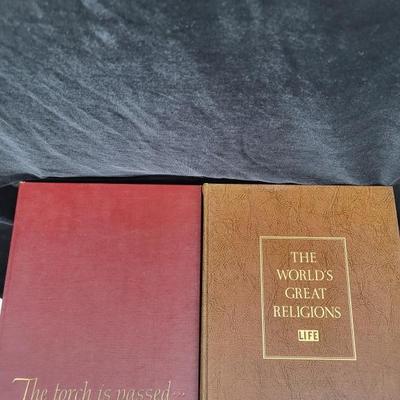 The torch is passed...
THE
WORLD'S
GREAT
RELIGIONS
LIFE